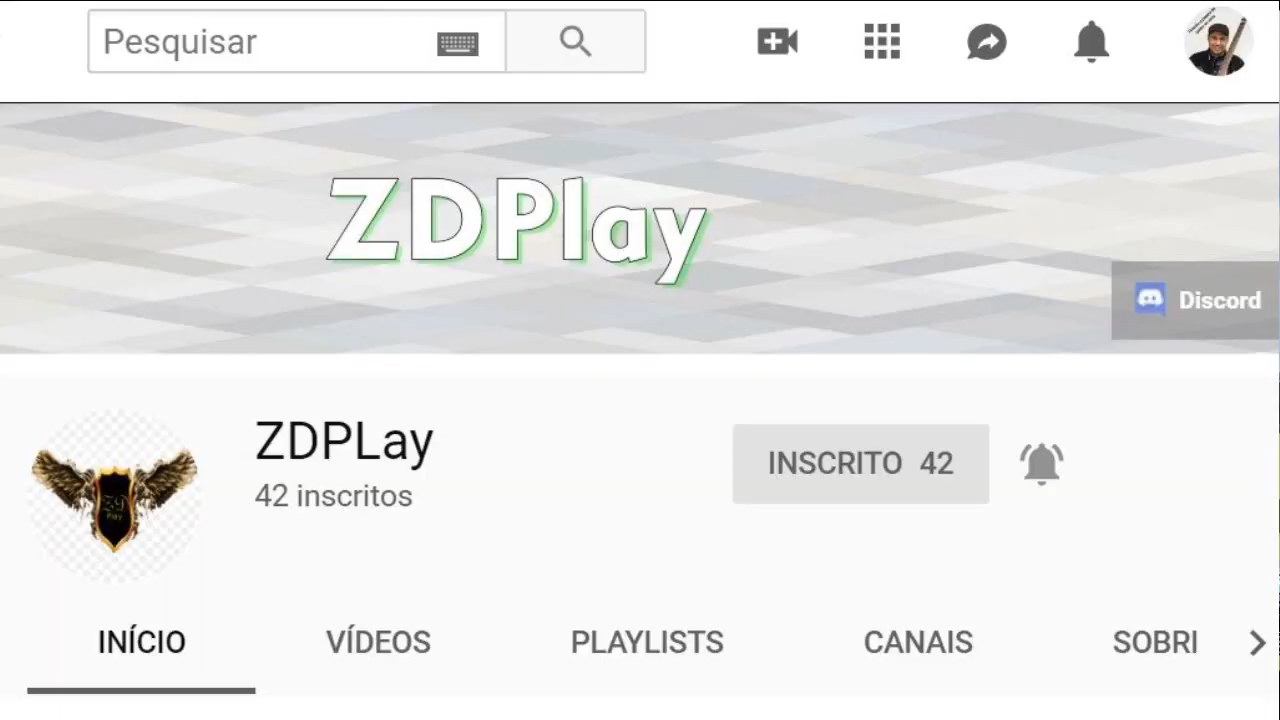 Pesquisar
ZDPlay
Discord
ZDPLay
42 inscritos
INSCRITO 42
INÍCIO
VÍDEOS
PLAYLISTS
CANAIS
SOBRI